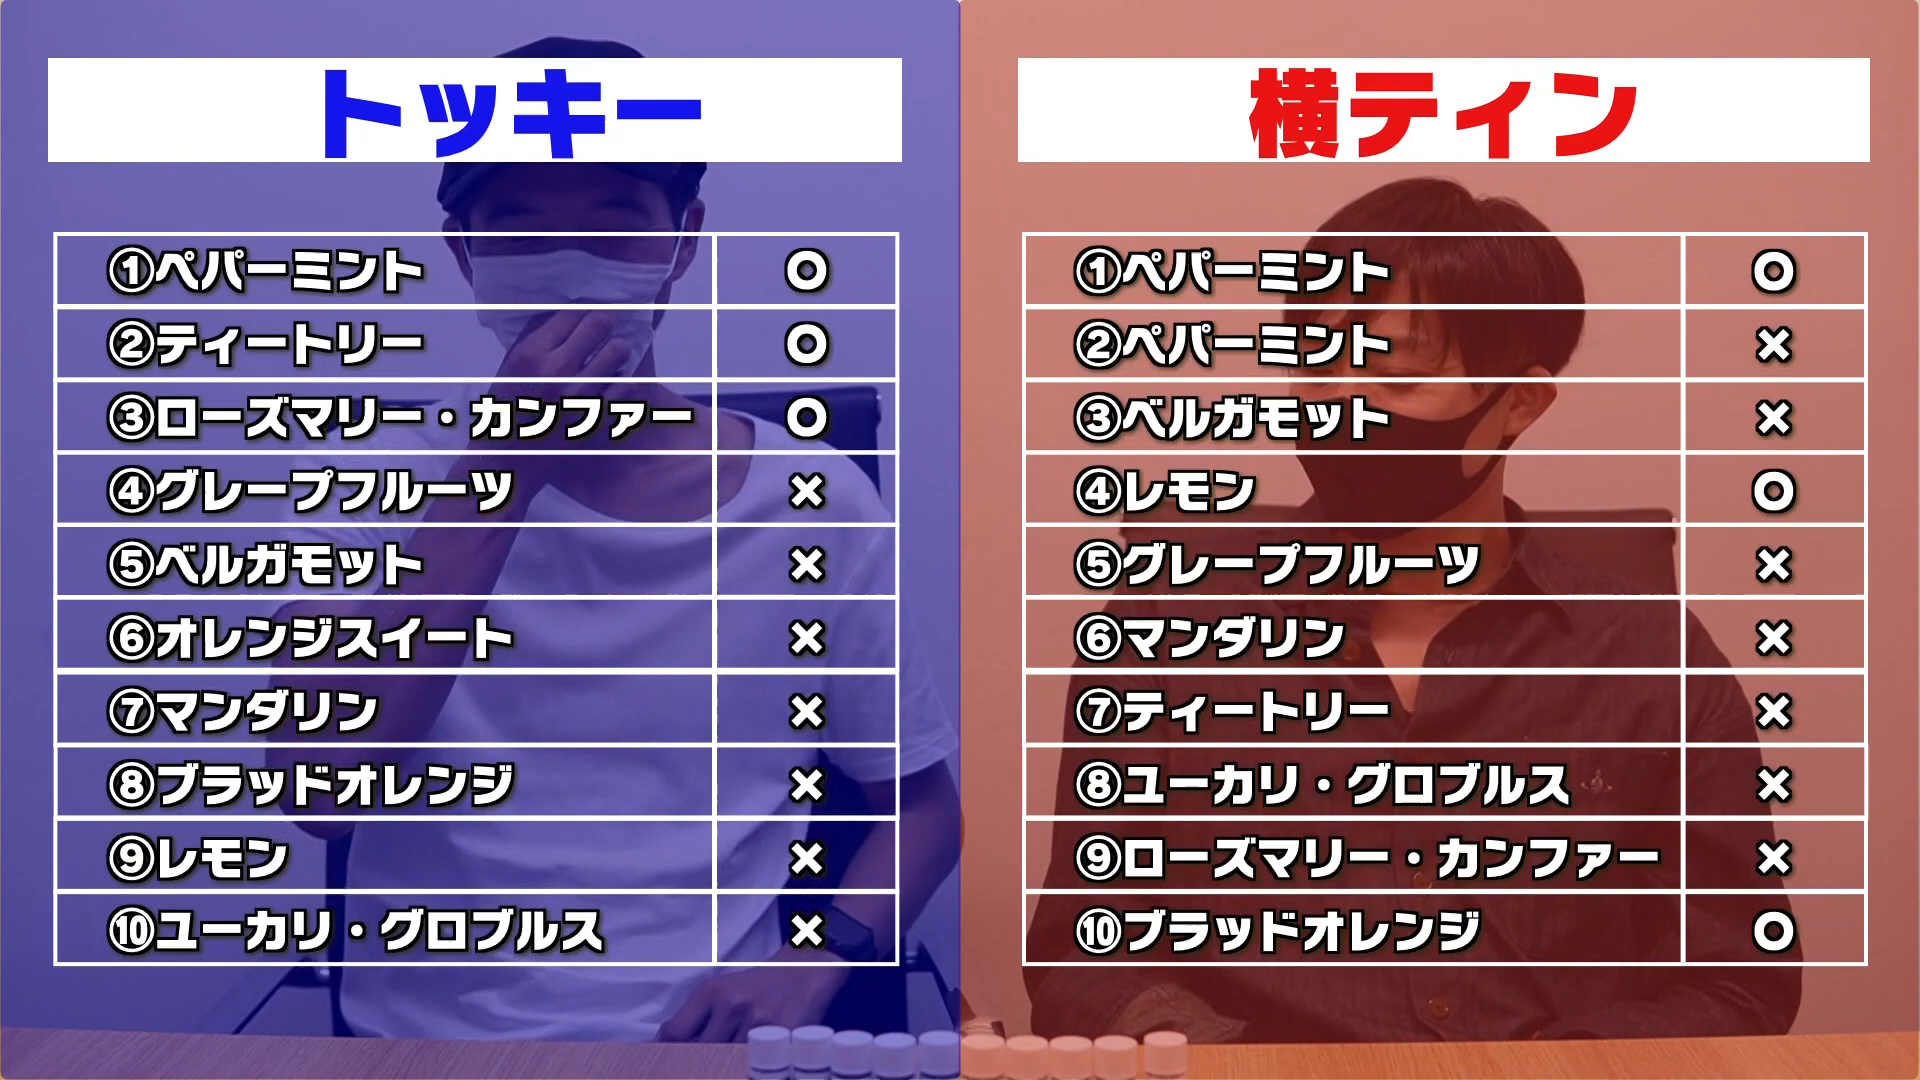 トッキー
①ペパーミント ○
②ティートリー ○
③ローズマリー・カンファー ○
④グレープフルーツ ×
⑤ベルガモット ×
⑥オレンジスイート ×
⑦マンダリン ×
⑧ブラッドオレンジ ×
⑨レモン ×
⑩ユーカリ・グロブルス ×
横ティン
①ペパーミント ○
②ペパーミント ×
③ベルガモット ×
④レモン ○
⑤グレープフルーツ ×
⑥マンダリン ×
⑦ティートリー ×
⑧ユーカリ・グロブルス ×
⑨ローズマリー・カンファー ×
⑩ブラッドオレンジ ○